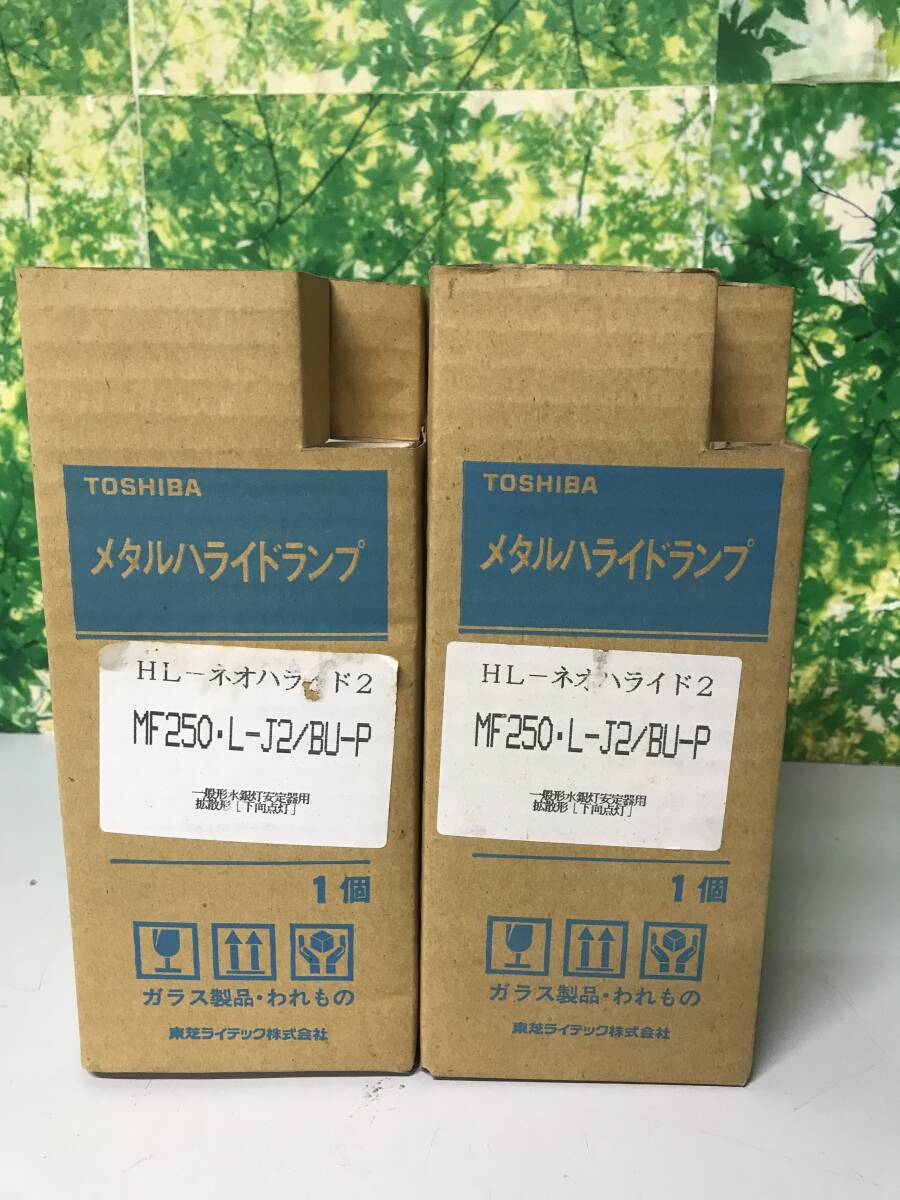 TOSHIBA
メタルハライドランプ
HL-ネオハライド2
MF250・L-J2/BU-P
一般形水銀灯安定器用
拡散形［下向点灯］
1個
ガラス製品・われもの
東芝ライテック株式会社
TOSHIBA
メタルハライドランプ
HL-ネオハライド2
MF250・L-J2/BU-P
一般形水銀灯安定器用
拡散形［下向点灯］
1個
ガラス製品・われもの
東芝ライテック株式会社